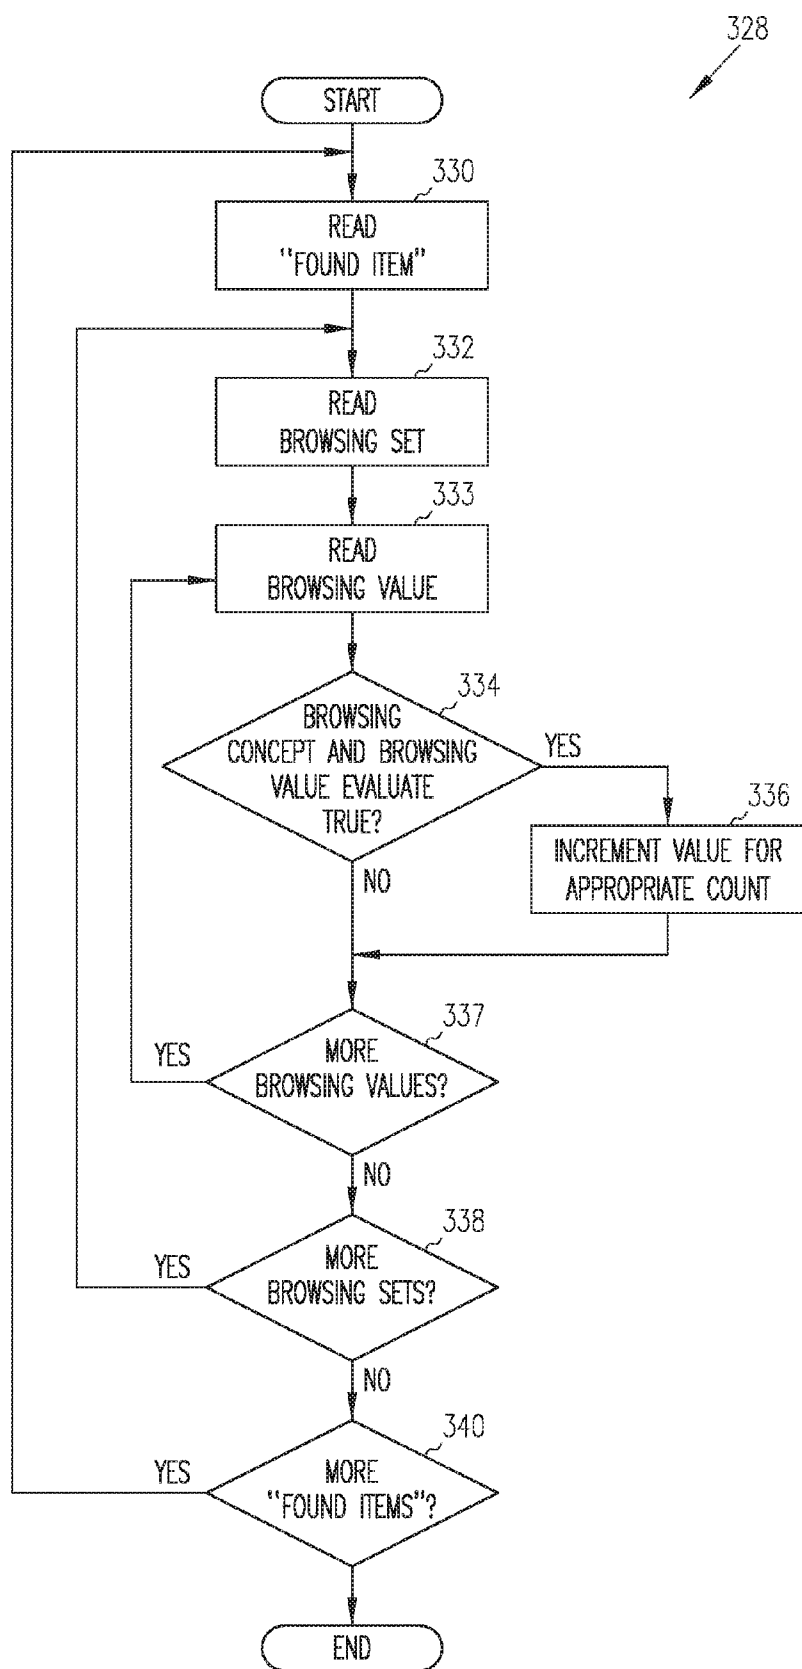 328
START
330
READ
"FOUND ITEM"
332
READ
BROWSING SET
333
READ
BROWSING VALUE
334
BROWSING
CONCEPT AND BROWSING
VALUE EVALUATE
TRUE?
YES
336
INCREMENT VALUE FOR
APPROPRIATE COUNT
NO
337
MORE
BROWSING VALUES?
YES
NO
338
MORE
BROWSING SETS?
YES
NO
340
MORE
"FOUND ITEMS"?
YES
END